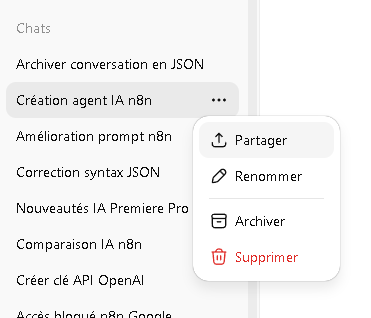 Chats
Archiver conversation en JSON
Création agent IA n8n
Amélioration prompt n8n
Correction syntax JSON
Nouveautés IA Premiere Pro
Comparaison IA n8n
Créer clé API OpenAI
Accès bloqué n8n Google
Partager
Renommer
Archiver
Supprimer